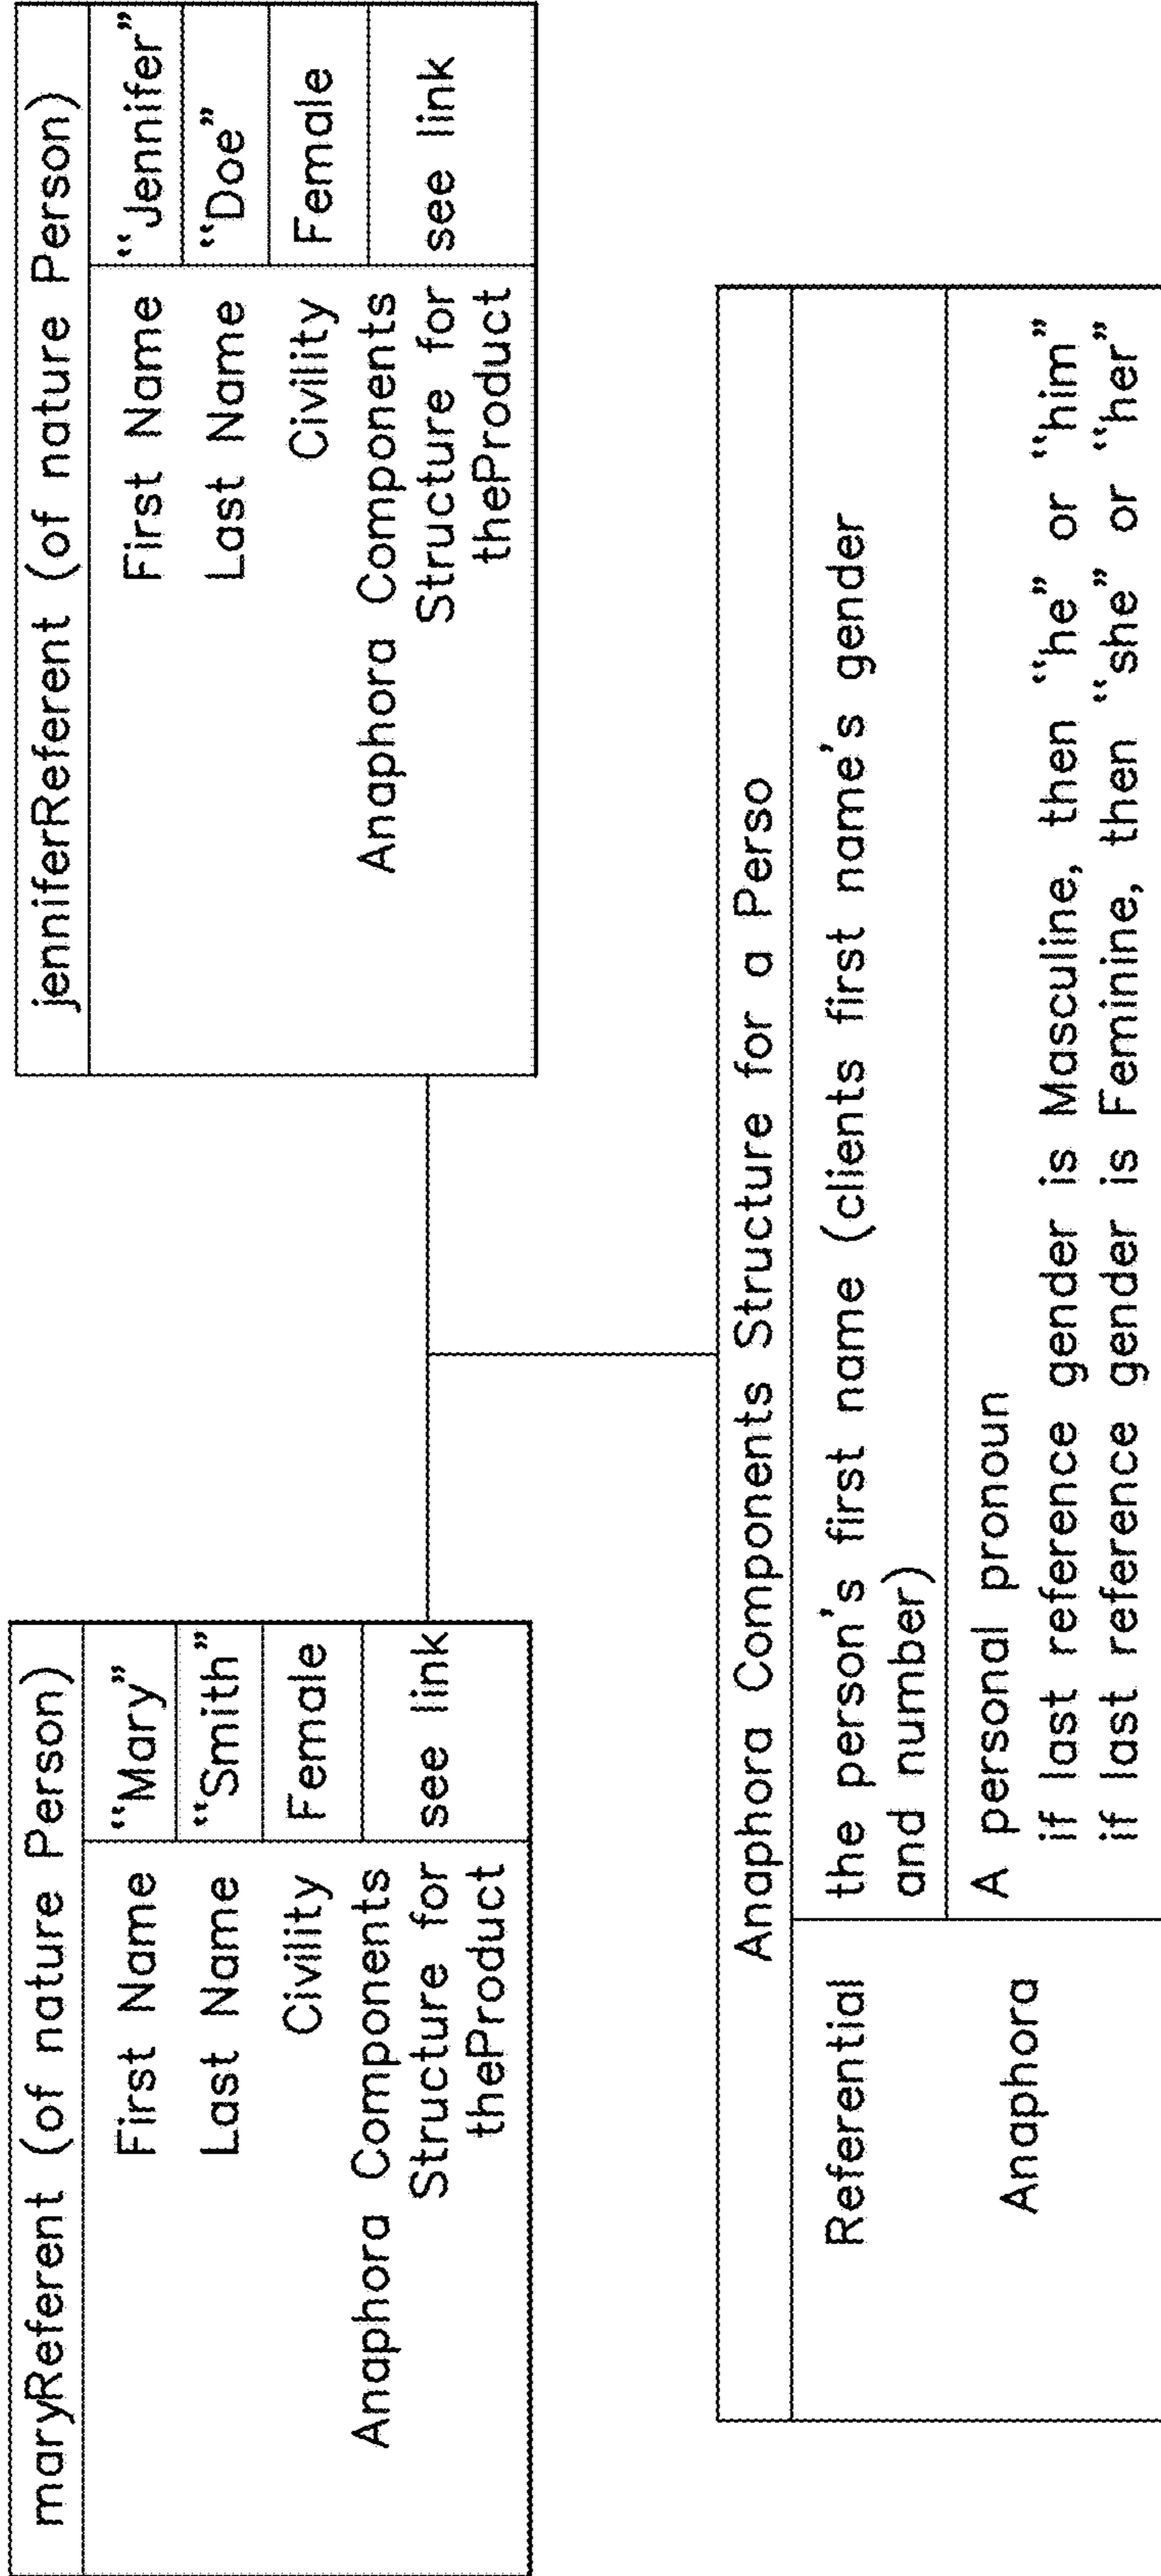 maryReferent (of nature Person)
First Name “Mary”
Last Name “Smith”
Civility Female
Anaphora Components
Structure for see link
theProduct
jenniferReferent (of nature Person)
First Name “Jennifer”
Last Name “Doe”
Civility Female
Anaphora Components
Structure for see link
theProduct
Anaphora Components Structure for a Perso
Referential the person's first name (clients first name's gender
and number)
Anaphora A personal pronoun
if last reference gender is Masculine, then “he” or “him”
if last reference gender is Feminine, then “she” or “her”